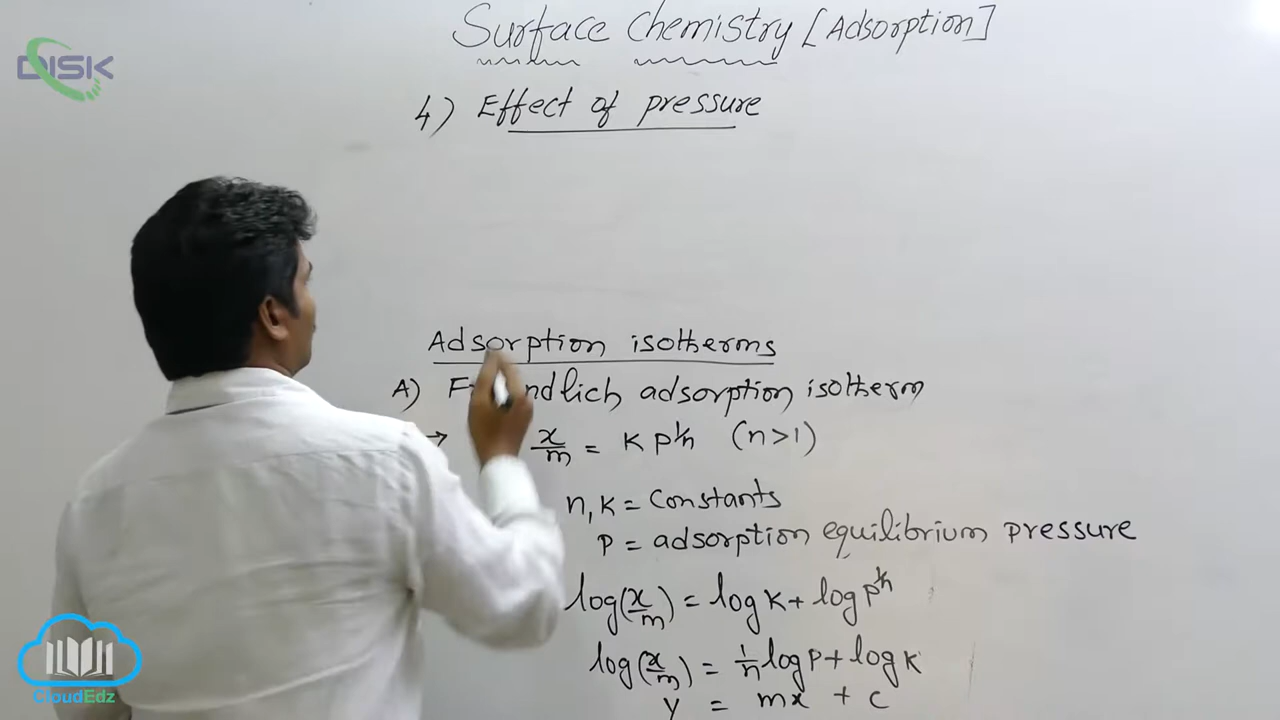 DISK
Surface Chemistry [Adsorption]
4) Effect of pressure
Adsorption isotherms
A) adsorption isotherm
→ x/m = K P^1/n (n>1)
n, K = Constants
P = adsorption equilibrium pressure
log(x/m) = log K + log P^1/n
log(x/m) = 1/n log P + log K
y = mx + c
CloudEdz